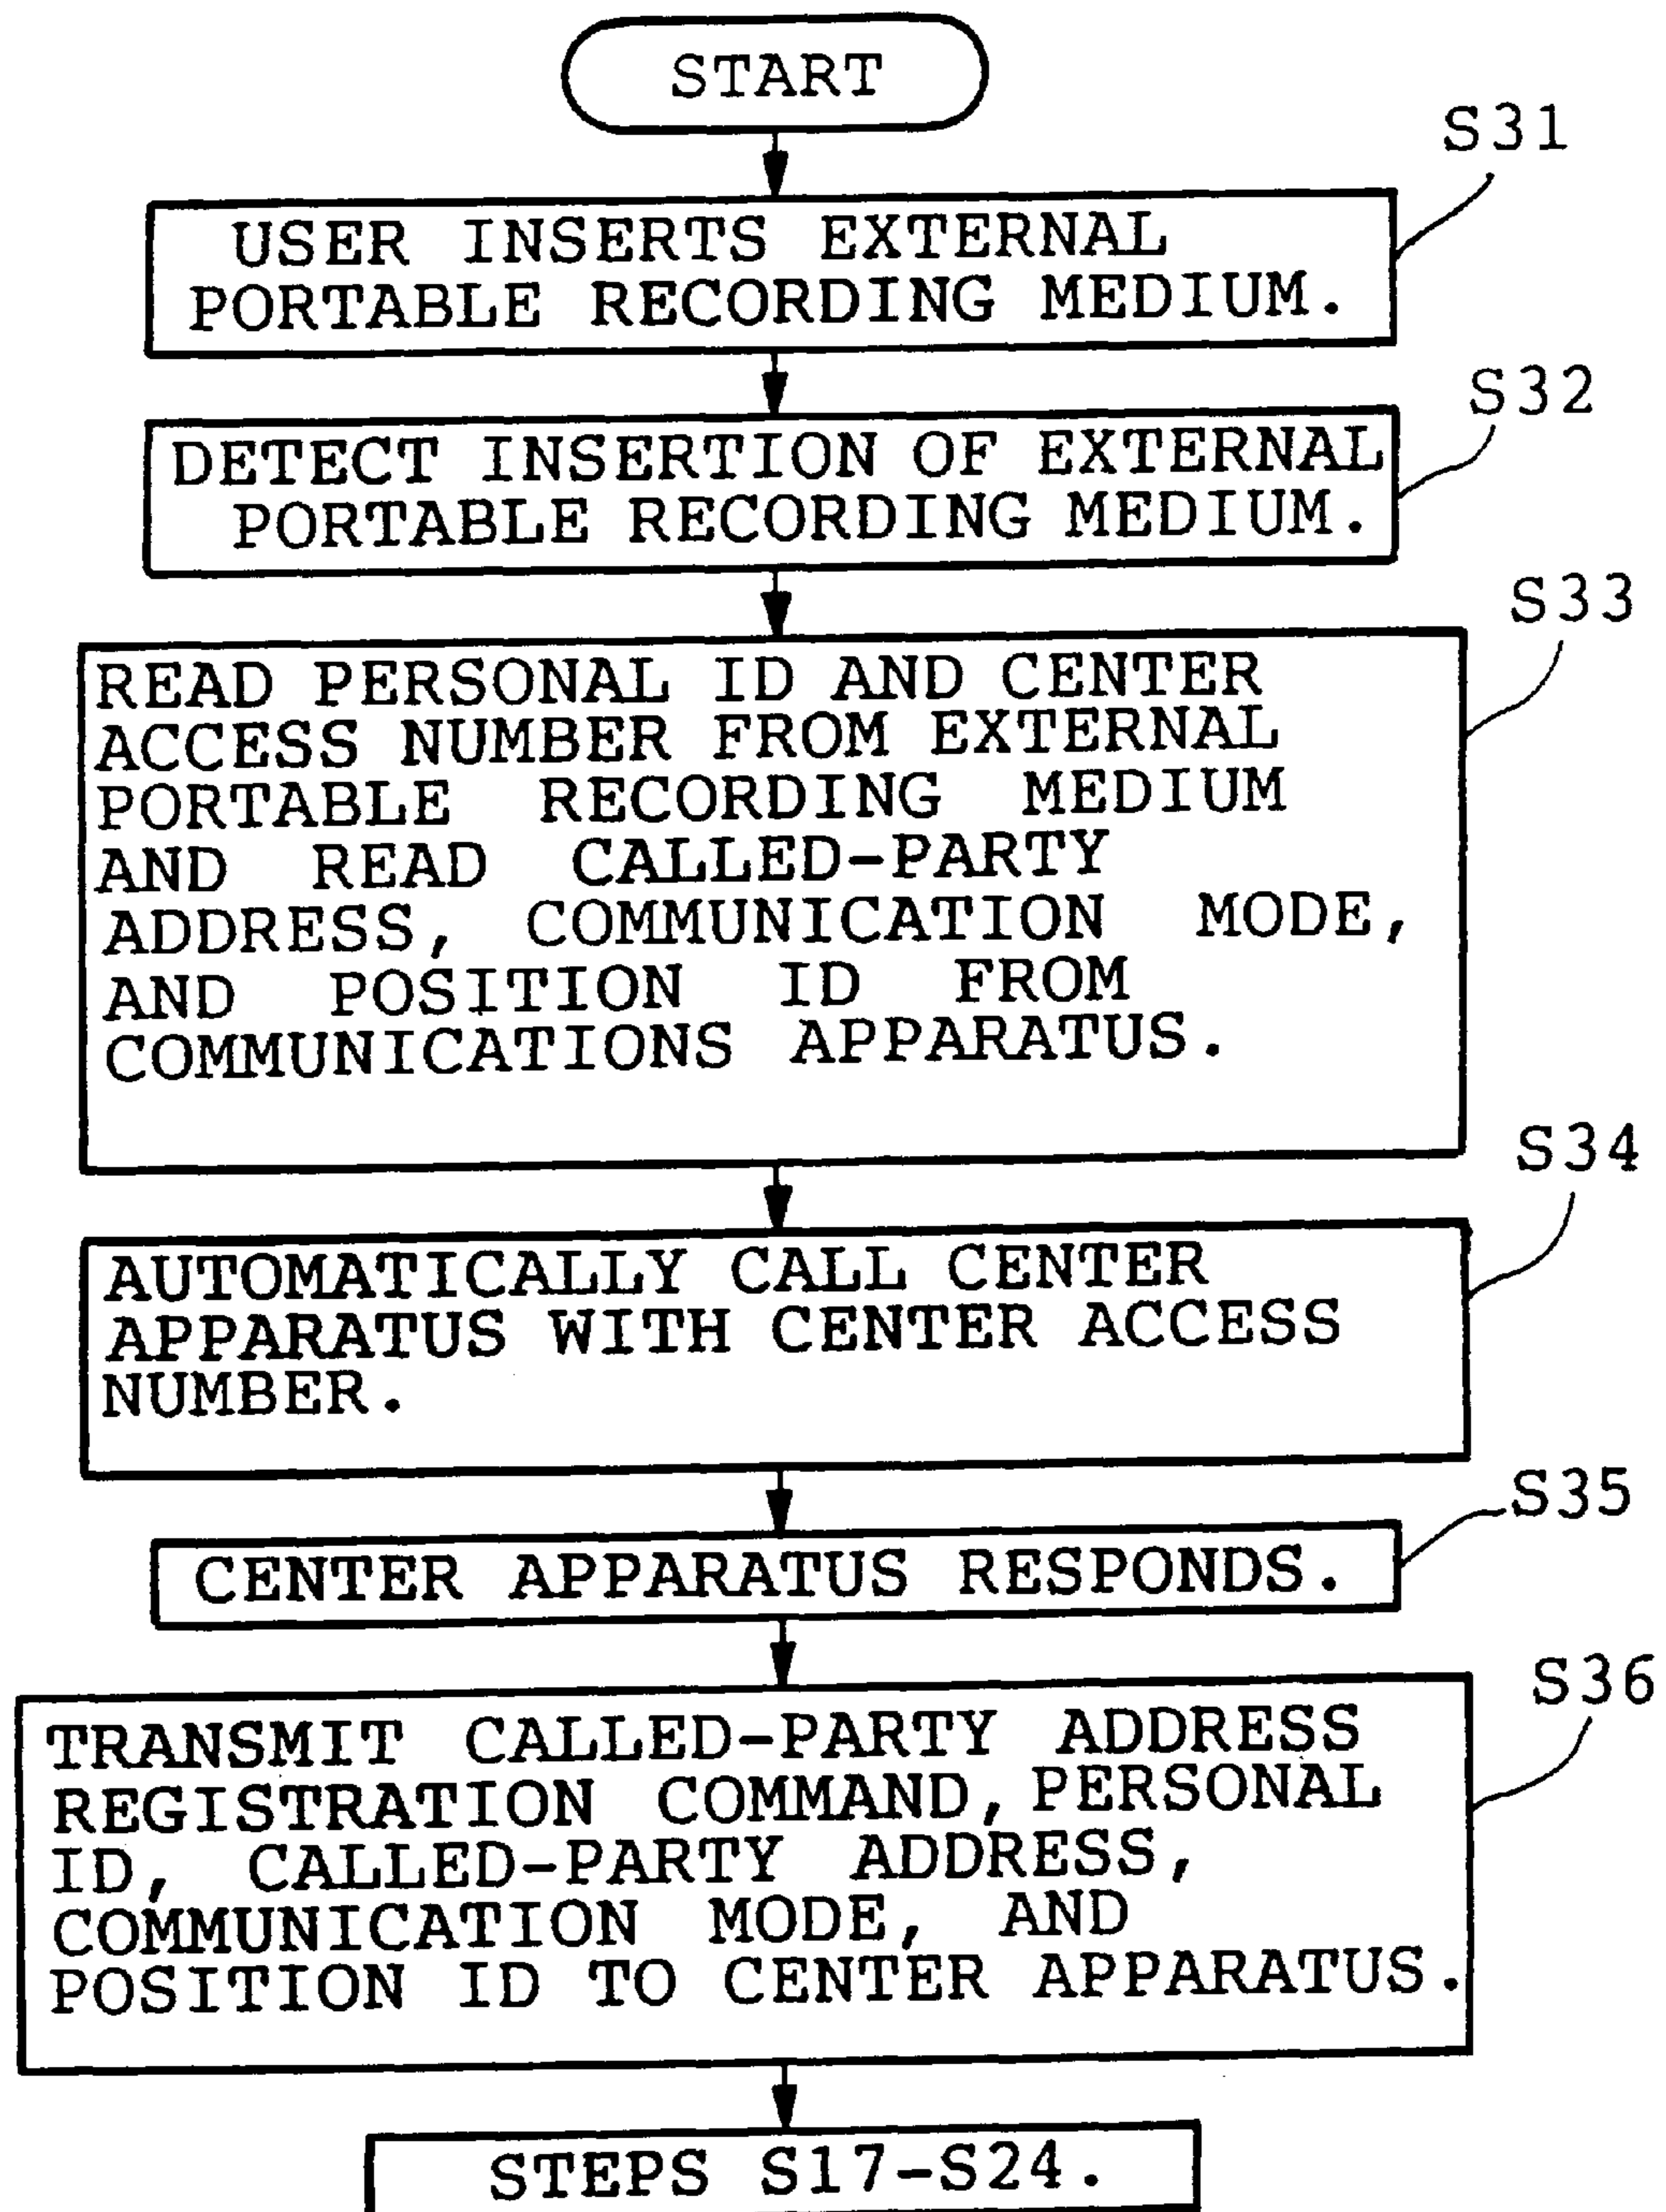 START
S31
USER INSERTS EXTERNAL
PORTABLE RECORDING MEDIUM.
S32
DETECT INSERTION OF EXTERNAL
PORTABLE RECORDING MEDIUM.
S33
READ PERSONAL ID AND CENTER
ACCESS NUMBER FROM EXTERNAL
PORTABLE RECORDING MEDIUM
AND READ CALLED-PARTY
ADDRESS, COMMUNICATION MODE,
AND POSITION ID FROM
COMMUNICATIONS APPARATUS.
S34
AUTOMATICALLY CALL CENTER
APPARATUS WITH CENTER ACCESS
NUMBER.
S35
CENTER APPARATUS RESPONDS.
S36
TRANSMIT CALLED-PARTY ADDRESS
REGISTRATION COMMAND, PERSONAL
ID, CALLED-PARTY ADDRESS,
COMMUNICATION MODE, AND
POSITION ID TO CENTER APPARATUS.
STEPS S17-S24.